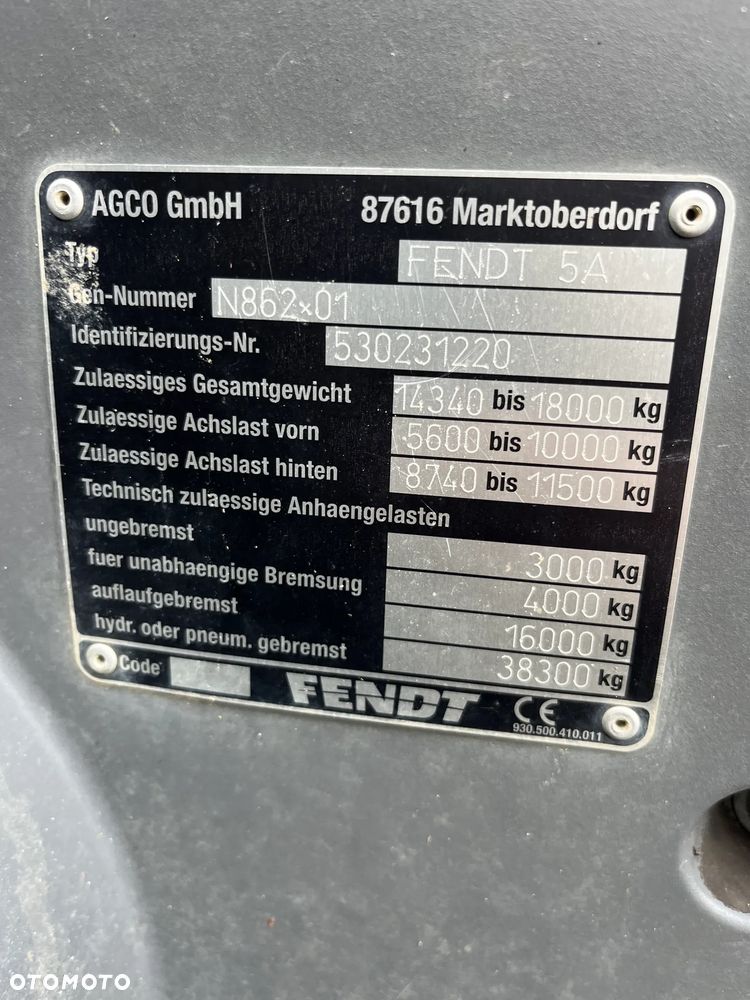 AGCO GmbH 87616 Marktoberdorf
Typ FENDT 5A
Gen-Nummer N862×01
Identifizierungs-Nr. 530231220
Zulaessiges Gesamtgewicht 14340 bis 18000 kg
Zulaessige Achslast vorn 5600 bis 10000 kg
Zulaessige Achslast hinten 8740 bis 11500 kg
Technisch zulaessige Anhaengelasten
ungebremst 3000 kg
fuer unabhaengige Bremsung 4000 kg
auflaufgebremst 16000 kg
hydr. oder pneum. gebremst 38300 kg
Code FENDT CE
930.500.410.011
OTOMOTO